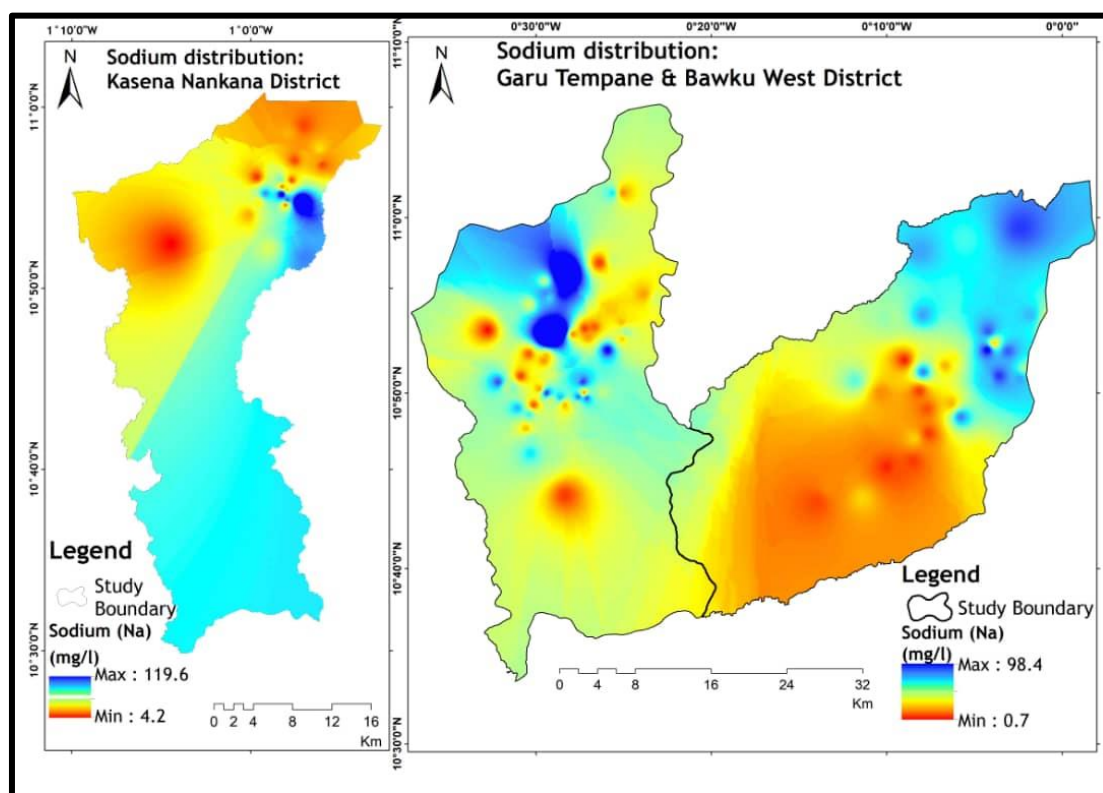 1°10'0"W 1°0'0"W
N
Sodium distribution:
Kasena Nankana District
11°0'0"N
10°50'0"N
10°40'0"N
10°30'0"N
Legend
Study
Boundary
Sodium (Na)
(mg/l)
Max : 119.6
Min : 4.2
0 1 2 4 8 12 16
Km
0°30'0"W 0°20'0"W 0°10'0"W 0°0'0"
N
Sodium distribution:
Garu Tempane & Bawku West District
11°10'0"N
11°0'0"N
10°50'0"N
10°40'0"N
10°30'0"N
Legend
Study Boundary
Sodium (Na)
(mg/l)
Max : 98.4
Min : 0.7
0 4 8 16 24 32
Km